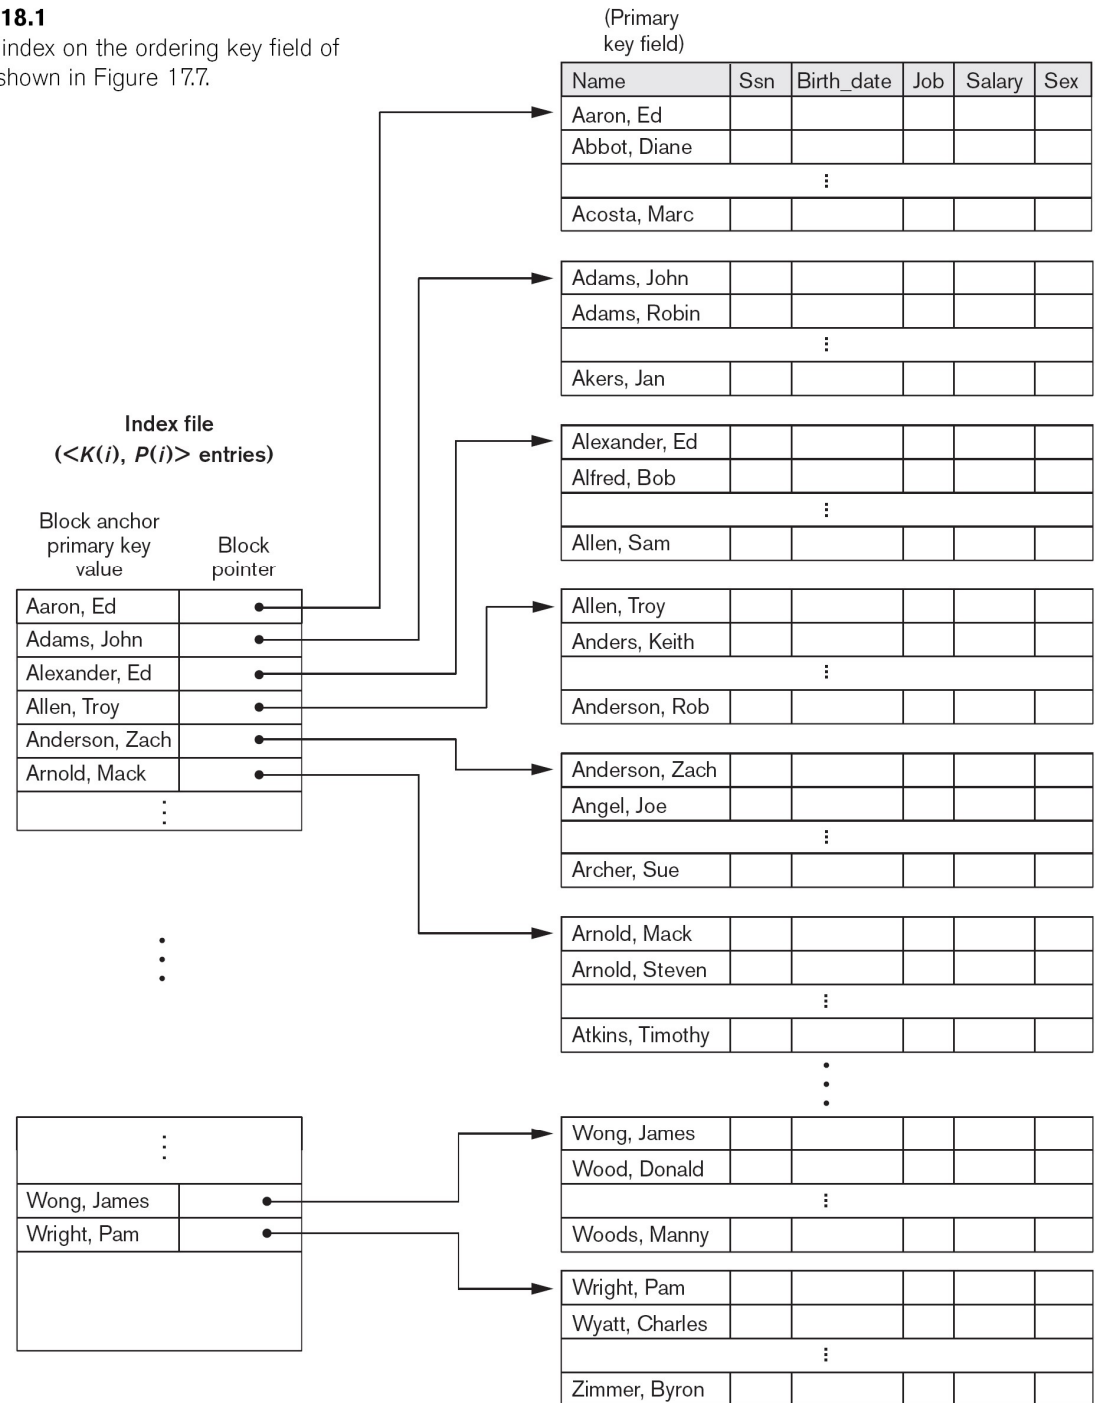 18.1
index on the ordering key field of
shown in Figure 17.7.
(Primary
key field)
Name Ssn Birth_date Job Salary Sex
Aaron, Ed
Abbot, Diane
⋮
Acosta, Marc
Adams, John
Adams, Robin
⋮
Akers, Jan
Alexander, Ed
Alfred, Bob
⋮
Allen, Sam
Allen, Troy
Anders, Keith
⋮
Anderson, Rob
Anderson, Zach
Angel, Joe
⋮
Archer, Sue
Arnold, Mack
Arnold, Steven
⋮
Atkins, Timothy
⋮
Wong, James
Wood, Donald
⋮
Woods, Manny
Wright, Pam
Wyatt, Charles
⋮
Zimmer, Byron
Index file
(<K(i), P(i)> entries)
Block anchor
primary key
value
Block
pointer
Aaron, Ed
Adams, John
Alexander, Ed
Allen, Troy
Anderson, Zach
Arnold, Mack
⋮
⋮
⋮
Wong, James
Wright, Pam